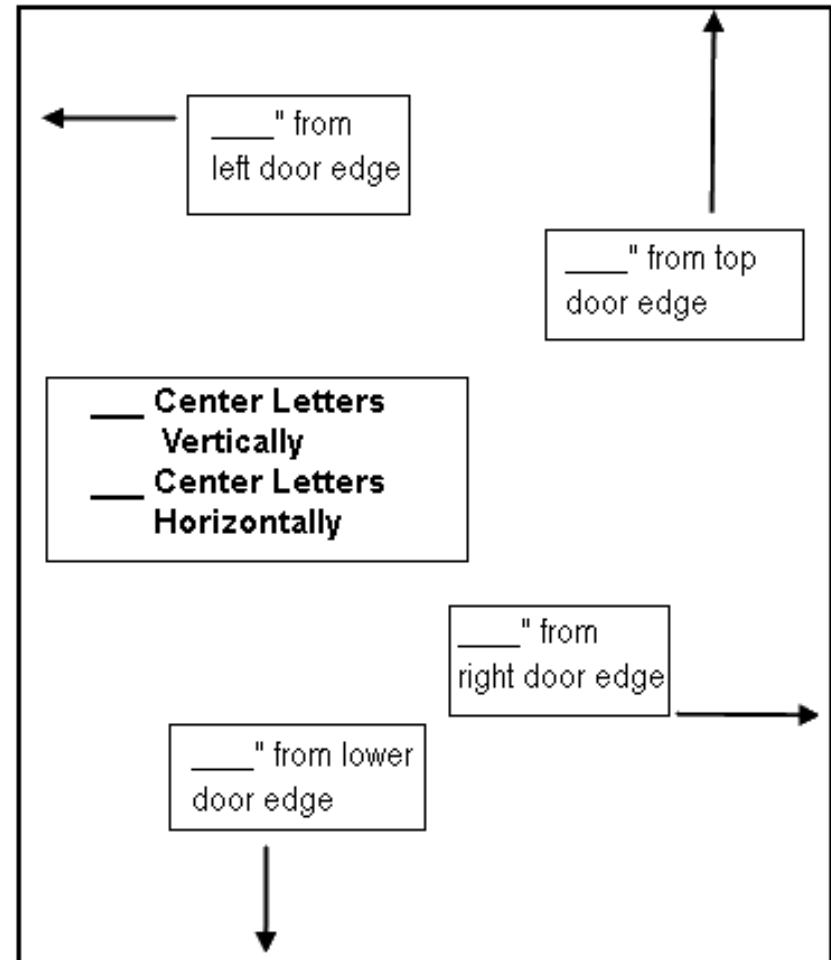 ____" from
left door edge
____" from top
door edge
___ Center Letters
Vertically
___ Center Letters
Horizontally
____" from
right door edge
____" from lower
door edge